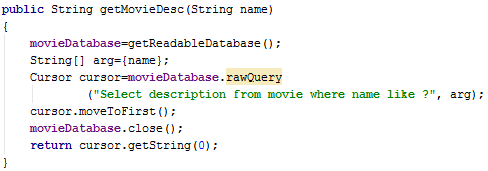 public String getMovieDesc(String name)
{
movieDatabase=getReadableDatabase();
String[] arg={name};
Cursor cursor=movieDatabase.rawQuery
("Select description from movie where name like ?", arg);
cursor.moveToFirst();
movieDatabase.close();
return cursor.getString(0);
}